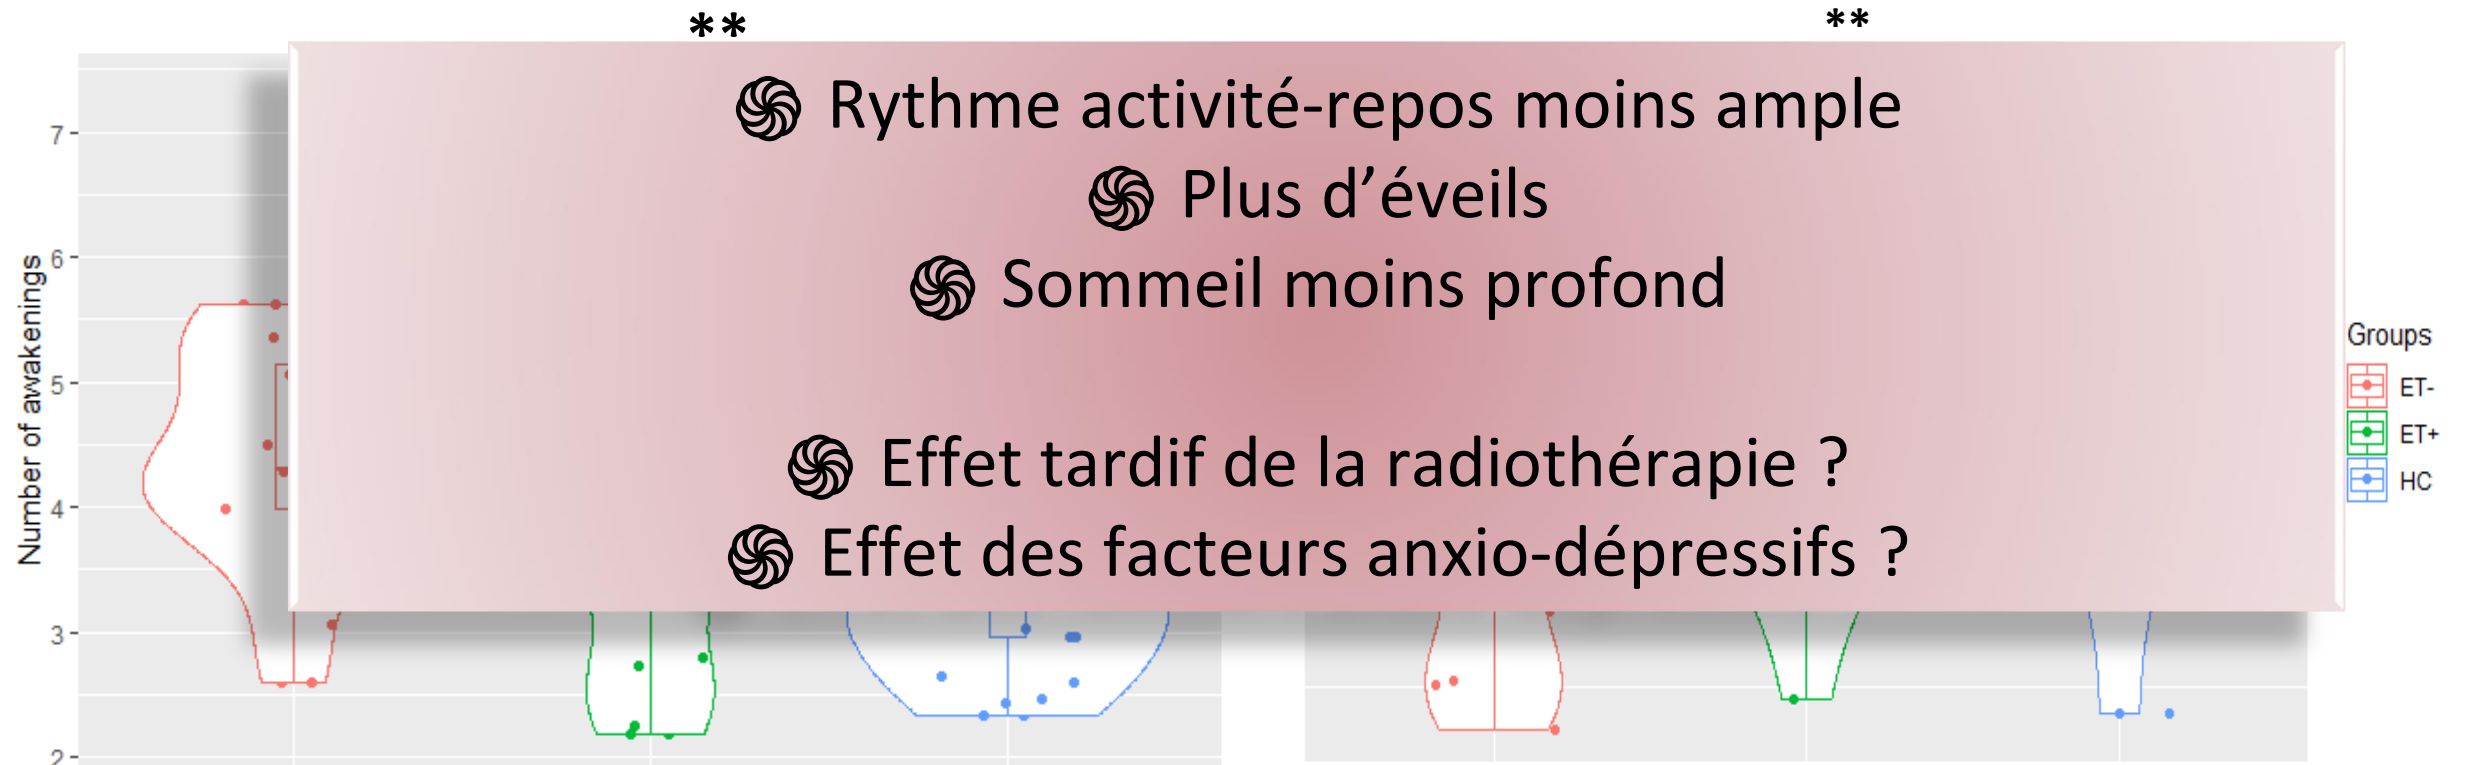 **
**
Rythme activité-repos moins ample
Plus d’éveils
Sommeil moins profond
Effet tardif de la radiothérapie ?
Effet des facteurs anxio-dépressifs ?
Number of awakenings
7
6
5
4
3
2
Groups
ET-
ET+
HC